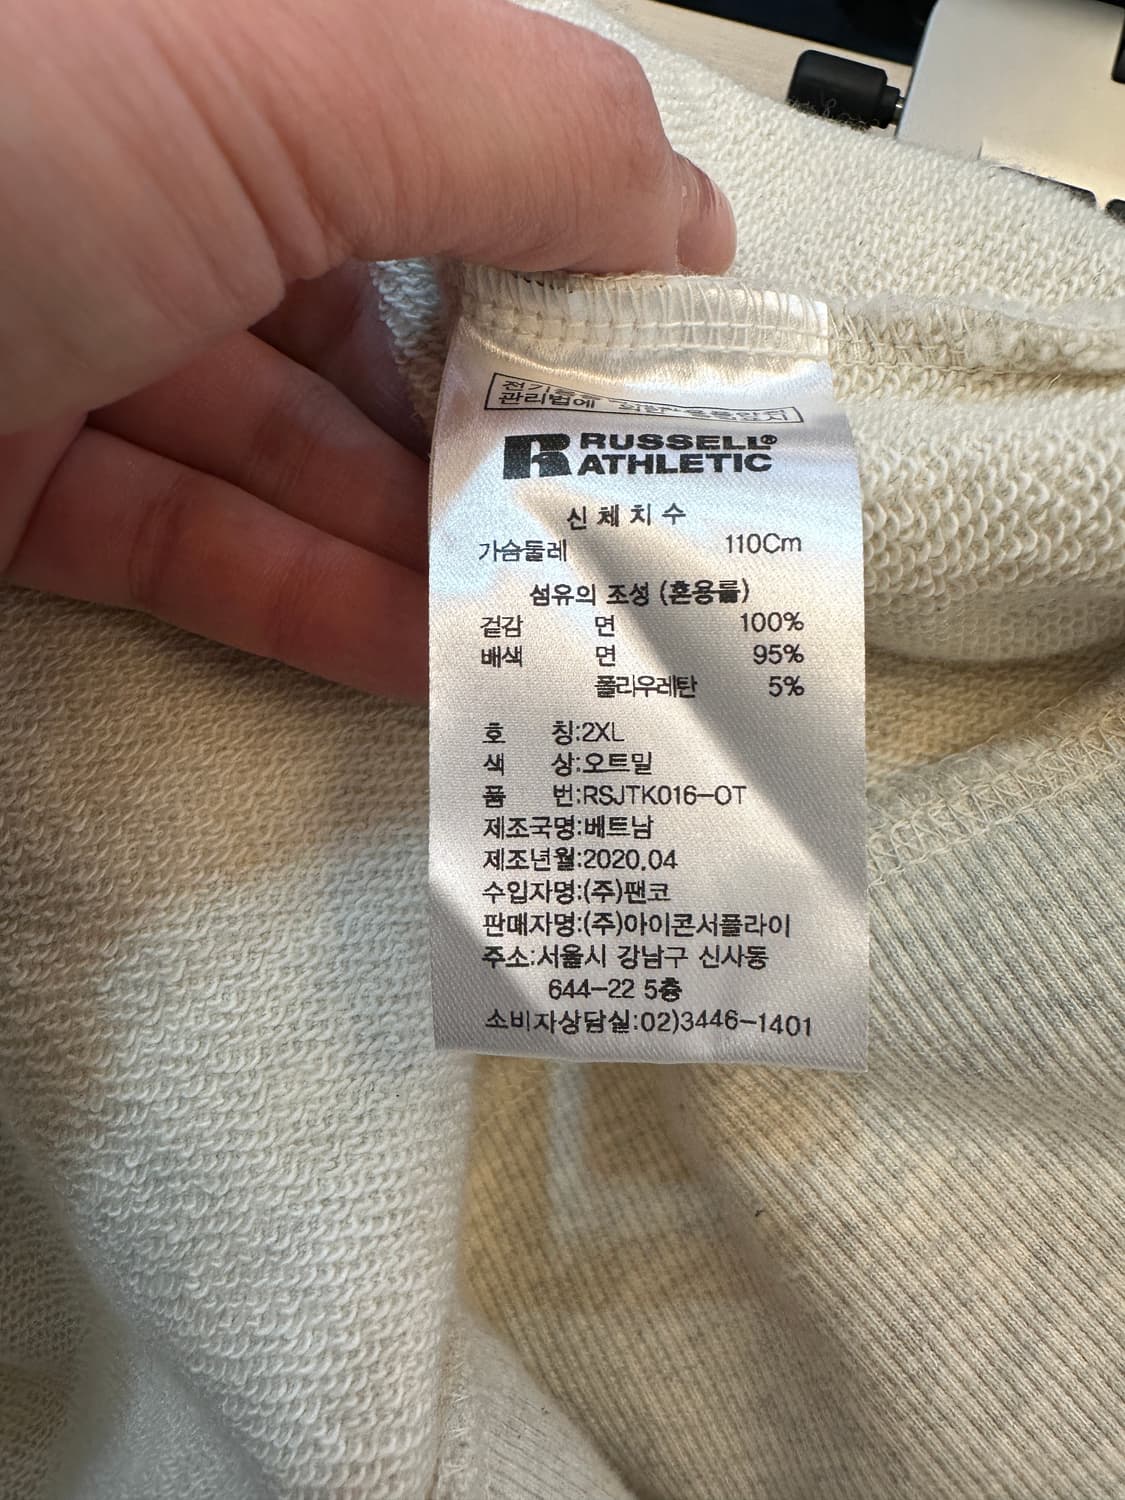 관리법에
RUSSELL®
ATHLETIC
신체치수
가슴둘레 110Cm
섬유의 조성 (혼용률)
겉감 면 100%
배색 면 95%
폴리우레탄 5%
호 칭:2XL
색 상:오트밀
품 번:RSJTK016-OT
제조국명:베트남
제조년월:2020.04
수입자명:(주)팬코
판매자명:(주)아이콘서플라이
주소:서울시 강남구 신사동
644-22 5층
소비자상담실:02)3446-1401